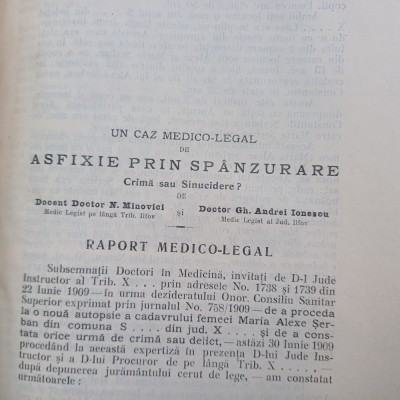 UN CAZ MEDICO-LEGAL
DE
ASFIXIE PRIN SPÂNZURARE
Crimă sau Sinucidere?
DE
Docent Doctor N. Minovici și Doctor Gh. Andrei Ionescu
Medic Legist pe lângă Trib. Ilfov Medic Legist al Jud. Ilfov
RAPORT MEDICO-LEGAL
Subsemnații Doctori în Medicină, invitați de D-l Jude
Instructor al Trib. X . . . prin adresele No. 1738 și 1739 din
22 Iunie 1909 — în urma dezideratului Onor. Consiliu Sanitar
Superior exprimat prin jurnalul No. 758/1909 — de a proceda
la o nouă autopsie a cadavrului femeei Maria Alexe Șer-
ban din comuna S . . . . din jud. X . . . — și de a cons-
tata orice urmă de crimă sau delict, — astăzi 30 Iunie 1909
procedând la această expertiză în prezența D-lui Jude Ins-
tructor și a D-lui Procuror de pe lângă Trib. X . . . . —
după depunerea jurământului cerut de lege, — am constatat
următoarele :